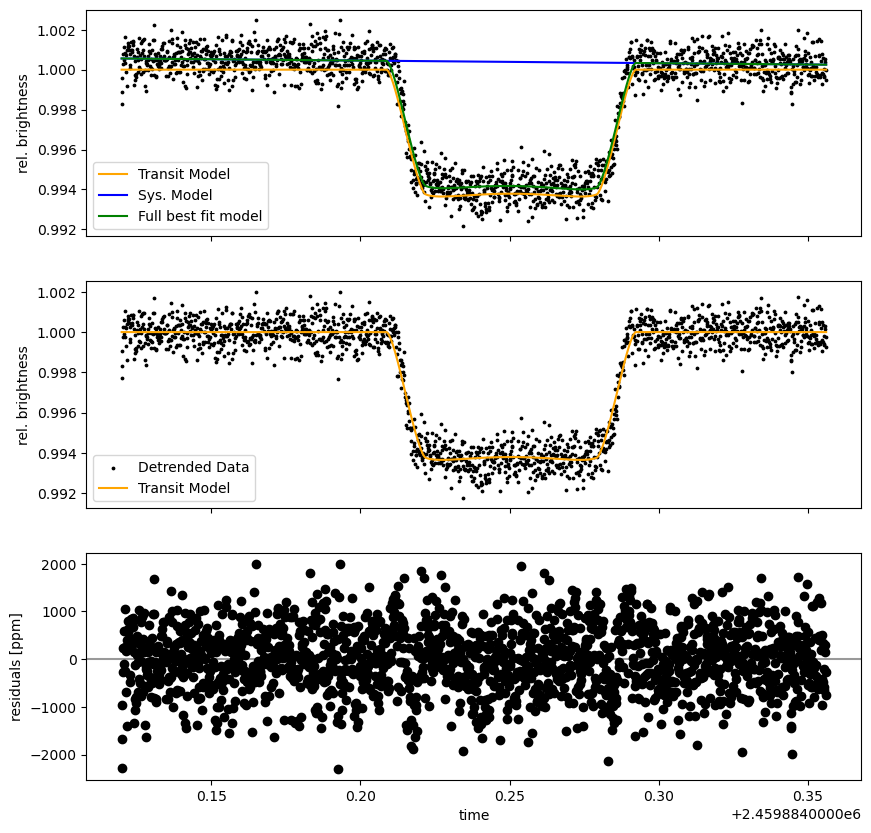 1.002
1.000
0.998
0.996
0.994
0.992
rel. brightness
Transit Model
Sys. Model
Full best fit model
1.002
1.000
0.998
0.996
0.994
0.992
rel. brightness
Detrended Data
Transit Model
2000
1000
0
−1000
−2000
residuals [ppm]
0.15 0.20 0.25 0.30 0.35
time
+2.4598840000e6